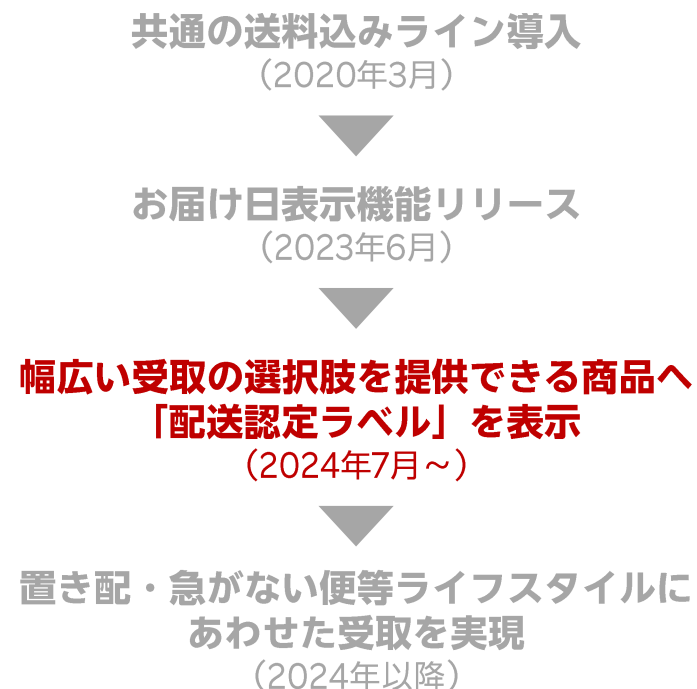 共通の送料込みライン導入
（2020年3月）
お届け日表示機能リリース
（2023年6月）
幅広い受取の選択肢を提供できる商品へ
「配送認定ラベル」を表示
（2024年7月～）
置き配・急がない便等ライフスタイルに
あわせた受取を実現
（2024年以降）